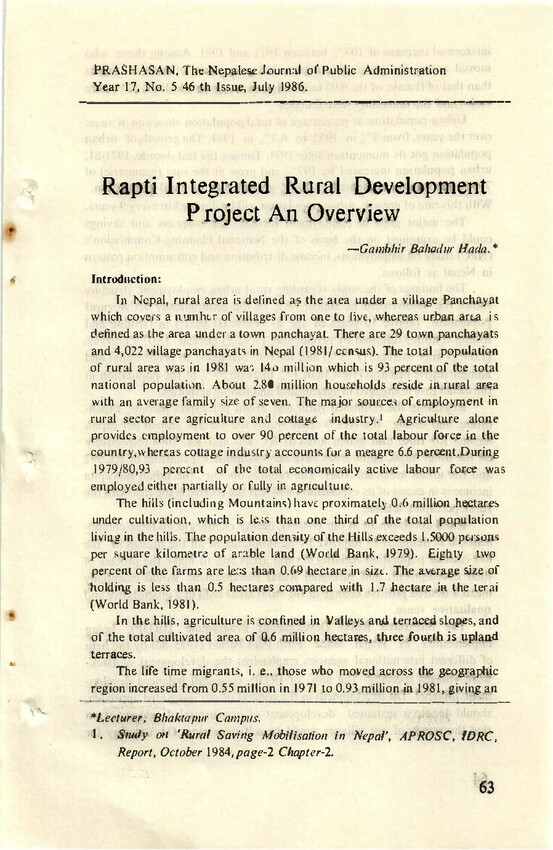 PRASHASAN, The Nepalese Journal of Public Administration
Year 17, No. 5 46 th Issue, July 1986.
Rapti Integrated Rural Development
Project An Overview
—Gambhir Bahadur Hada.*
Introduction:
In Nepal, rural area is defined as the area under a village Panchayat
which covers a number of villages from one to five, whereas urban area is
defined as the area under a town panchayat. There are 29 town panchayats
and 4,022 village panchayats in Nepal (1981/census). The total population
of rural area was in 1981 was 14o million which is 93 percent of the total
national population. About 2.80 million households reside in rural area
with an average family size of seven. The major sources of employment in
rural sector are agriculture and cottage industry.¹ Agriculture alone
provides employment to over 90 percent of the total labour force in the
country,whereas cottage industry accounts for a meagre 6.6 percent.During
1979/80,93 percent of the total economically active labour force was
employed either partially or fully in agriculture.
The hills (including Mountains) have proximately 0.6 million hectares
under cultivation, which is less than one third of the total population
living in the hills. The population density of the Hills exceeds 1,5000 persons
per square kilometre of arable land (World Bank, 1979). Eighty two
percent of the farms are less than 0.69 hectare in size. The average size of
holding is less than 0.5 hectares compared with 1.7 hectare in the terai
(World Bank, 1981).
In the hills, agriculture is confined in Valleys and terraced slopes, and
of the total cultivated area of 0.6 million hectares, three fourth is upland
terraces.
The life time migrants, i. e., those who moved across the geographic
region increased from 0.55 million in 1971 to 0.93 million in 1981, giving an
*Lecturer, Bhaktapur Campus.
1. Study on 'Rural Saving Mobilisation in Nepal', APROSC, IDRC,
Report, October 1984, page-2 Chapter-2.
63